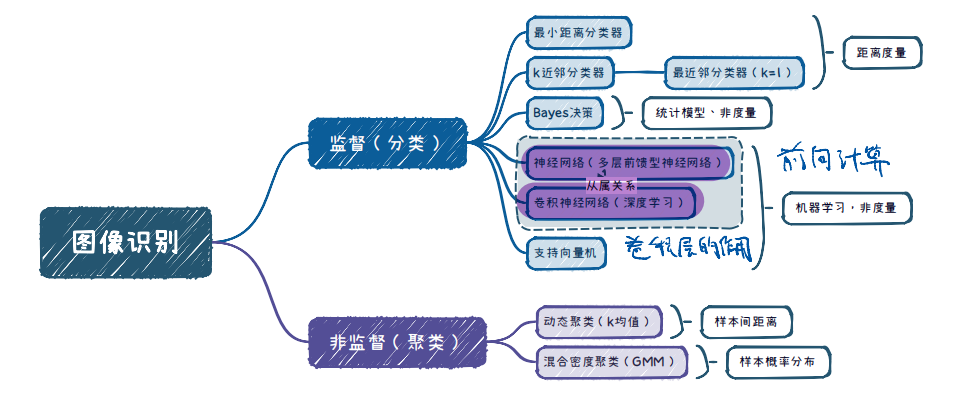 图像识别
监督（分类）
最小距离分类器
k近邻分类器
最近邻分类器（k=1）
距离度量
Bayes决策
统计模型、非度量
神经网络（多层前馈型神经网络）
从属关系
卷积神经网络（深度学习）
支持向量机
机器学习，非度量
前向计算
卷积层的作用
非监督（聚类）
动态聚类（k均值）
样本间距离
混合密度聚类（GMM）
样本概率分布